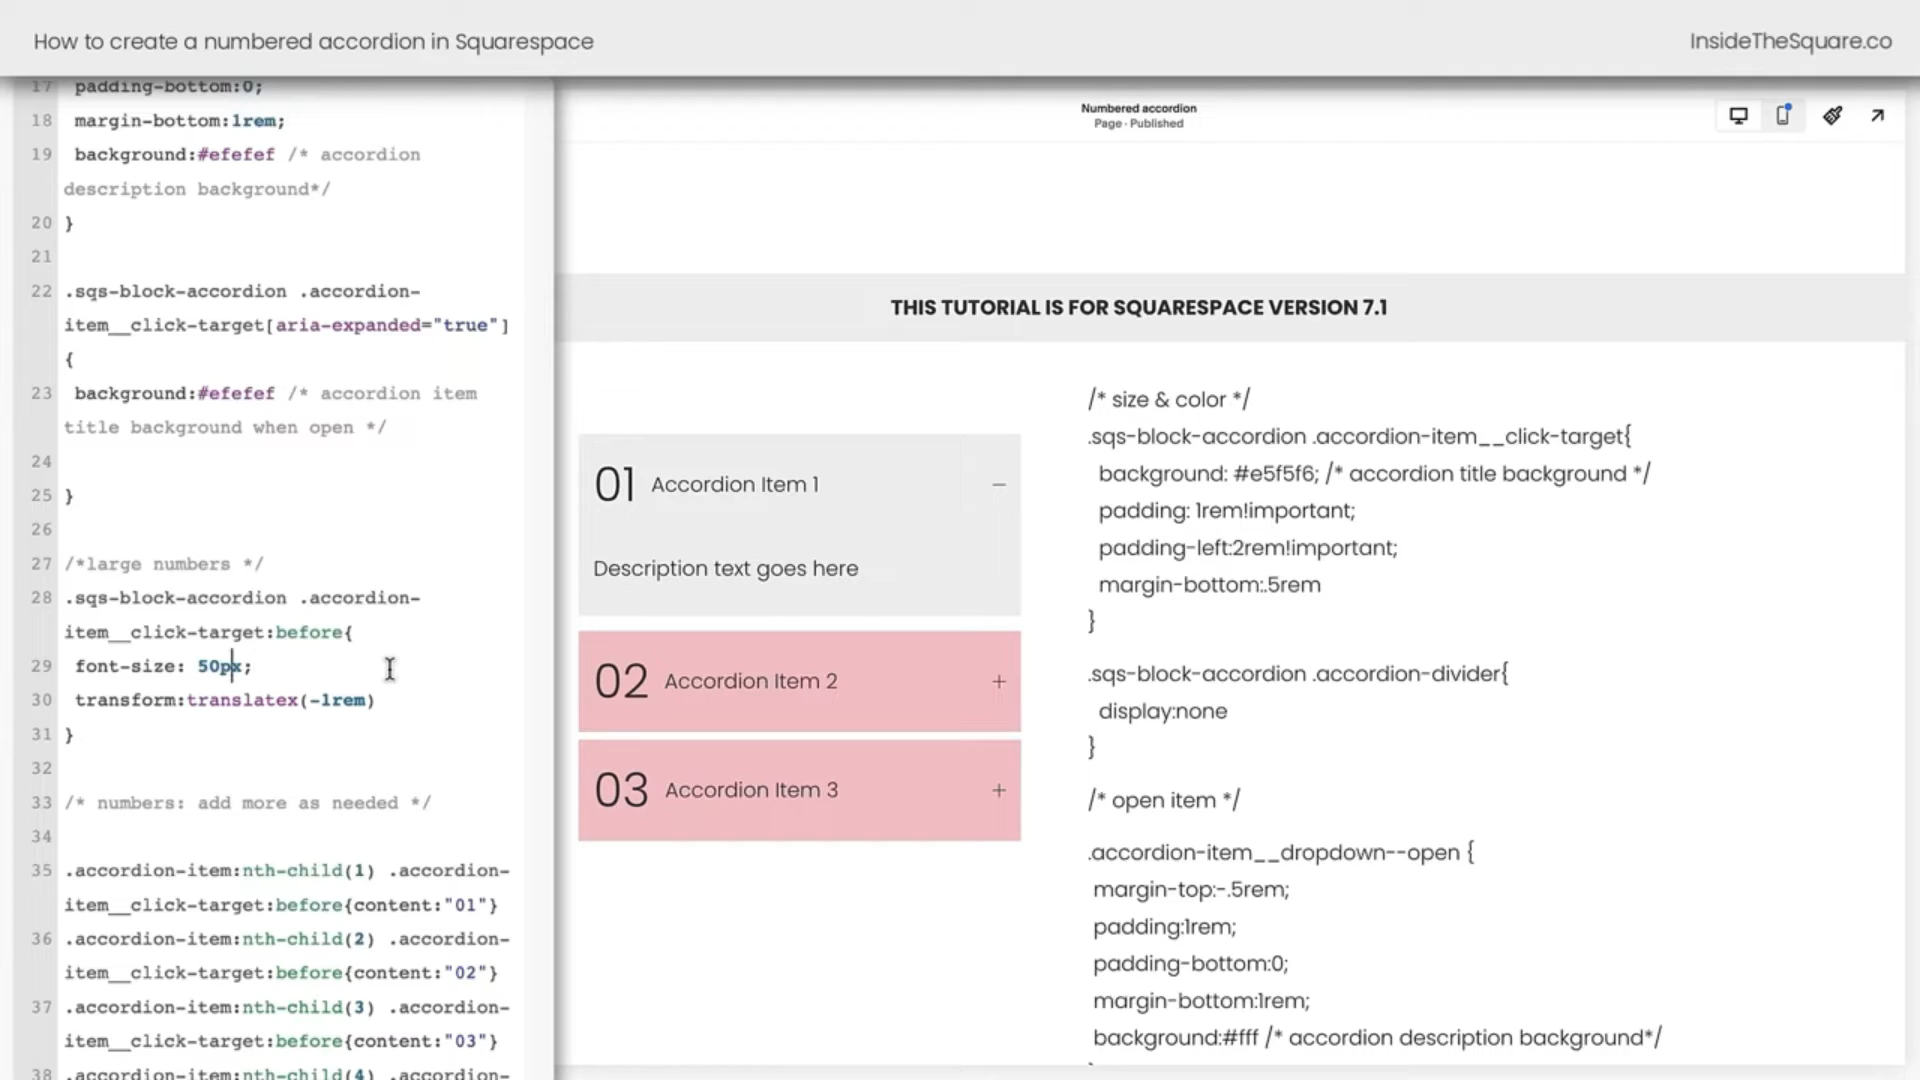 How to create a numbered accordion in Squarespace
InsideTheSquare.co
17 padding-bottom:0;
18 margin-bottom:1rem;
19 background:#efefef /* accordion
description background*/
20 }
21
22 .sqs-block-accordion .accordion-
item__click-target[aria-expanded="true"]
{
23 background:#efefef /* accordion item
title background when open */
24
25 }
26
27 /*large numbers */
28 .sqs-block-accordion .accordion-
item__click-target:before{
29 font-size: 50px;
30 transform:translatex(-1rem)
31 }
32
33 /* numbers: add more as needed */
34
35 .accordion-item:nth-child(1) .accordion-
item__click-target:before{content:"01"}
36 .accordion-item:nth-child(2) .accordion-
item__click-target:before{content:"02"}
37 .accordion-item:nth-child(3) .accordion-
item__click-target:before{content:"03"}
38 .accordion-item:nth-child(4) .accordion-
Numbered accordion
Page · Published
THIS TUTORIAL IS FOR SQUARESPACE VERSION 7.1
01 Accordion Item 1 −
Description text goes here
02 Accordion Item 2 +
03 Accordion Item 3 +
/* size & color */
.sqs-block-accordion .accordion-item__click-target{
background: #e5f5f6; /* accordion title background */
padding: 1rem!important;
padding-left:2rem!important;
margin-bottom:.5rem
}
.sqs-block-accordion .accordion-divider{
display:none
}
/* open item */
.accordion-item__dropdown--open {
margin-top:-.5rem;
padding:1rem;
padding-bottom:0;
margin-bottom:1rem;
background:#fff /* accordion description background*/